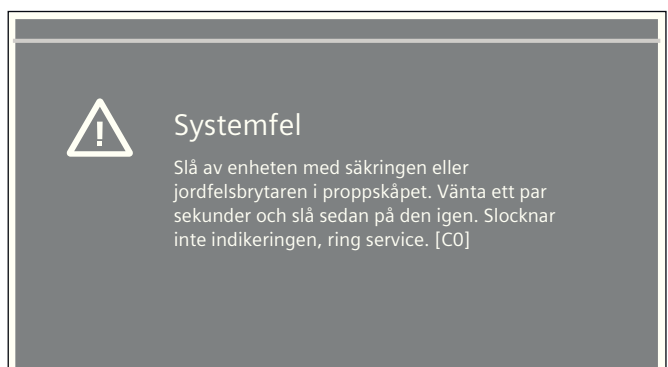 Systemfel
Slå av enheten med säkringen eller
jordfelsbrytaren i proppskåpet. Vänta ett par
sekunder och slå sedan på den igen. Slocknar
inte indikeringen, ring service. [C0]